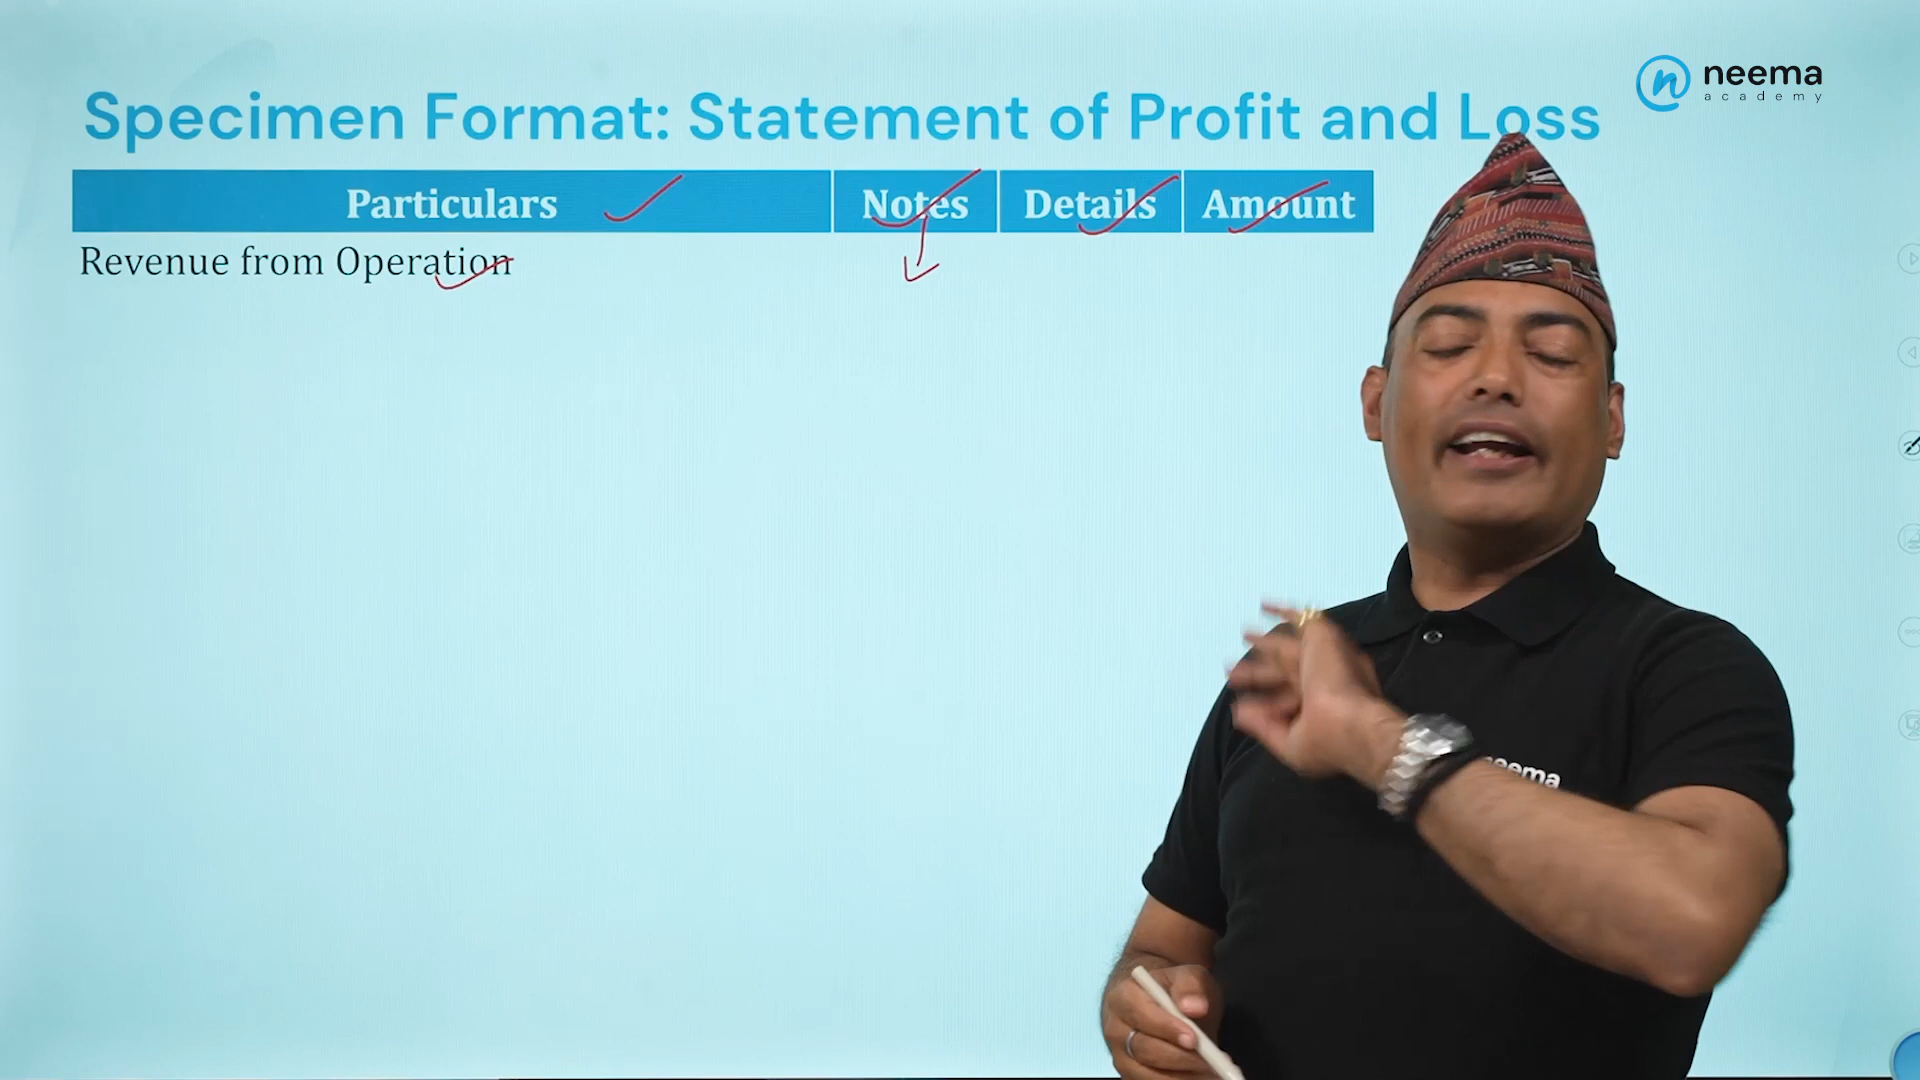 neema
academy
Specimen Format: Statement of Profit and Loss
Particulars Notes Details Amount
Revenue from Operation
neema